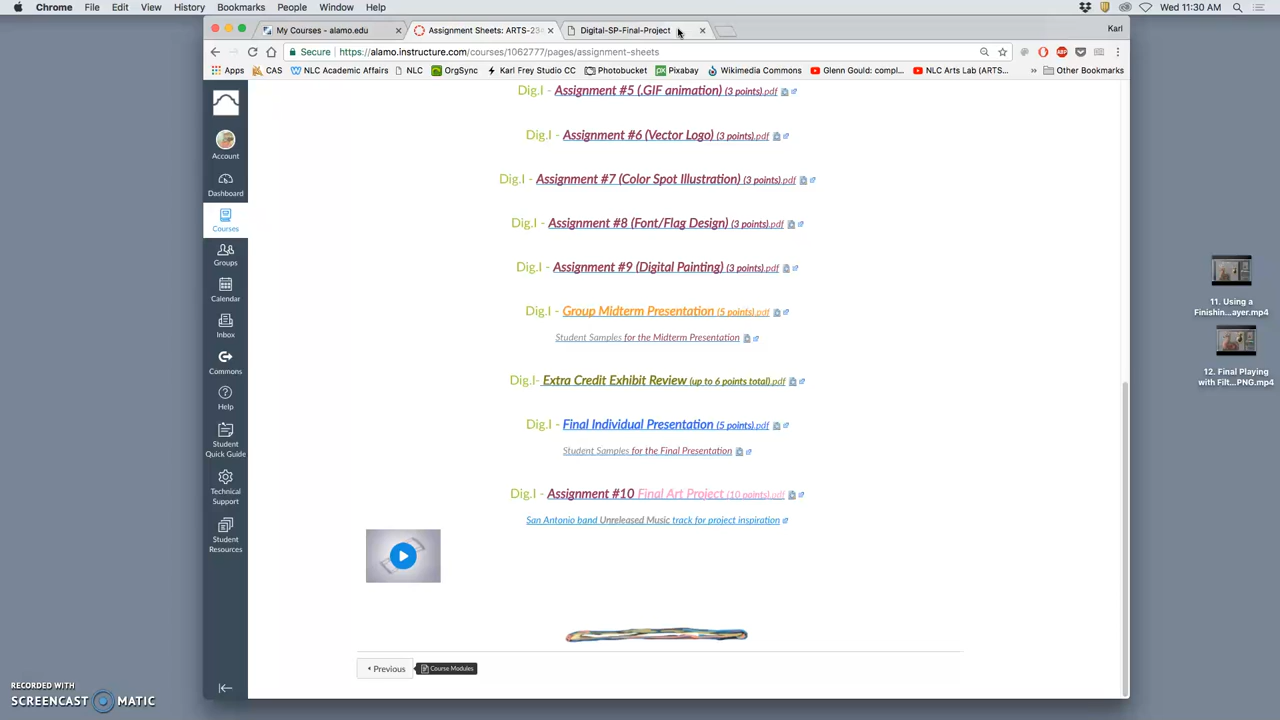 Chrome File Edit View History Bookmarks People Window Help Wed 11:30 AM
My Courses - alamo.edu
Assignment Sheets: ARTS-234
Digital-SP-Final-Project
Karl
Secure https://alamo.instructure.com/courses/1062777/pages/assignment-sheets
Apps CAS NLC Academic Affairs NLC OrgSync Karl Frey Studio CC Photobucket Pixabay Wikimedia Commons Glenn Gould: compl... NLC Arts Lab (ARTS... Other Bookmarks
Account
Dashboard
Courses
Groups
Calendar
Inbox
Commons
Help
Student
Quick Guide
Technical
Support
Student
Resources
Dig.I - Assignment #5 (.GIF animation) (3 points).pdf
Dig.I - Assignment #6 (Vector Logo) (3 points).pdf
Dig.I - Assignment #7 (Color Spot Illustration) (3 points).pdf
Dig.I - Assignment #8 (Font/Flag Design) (3 points).pdf
Dig.I - Assignment #9 (Digital Painting) (3 points).pdf
Dig.I - Group Midterm Presentation (5 points).pdf
Student Samples for the Midterm Presentation
Dig.I- Extra Credit Exhibit Review (up to 6 points total).pdf
Dig.I - Final Individual Presentation (5 points).pdf
Student Samples for the Final Presentation
Dig.I - Assignment #10 Final Art Project (10 points).pdf
San Antonio band Unreleased Music track for project inspiration
Previous Course Modules
11. Using a
Finishin...ayer.mp4
12. Final Playing
with Filt...PNG.mp4
RECORDED WITH
SCREENCAST MATIC